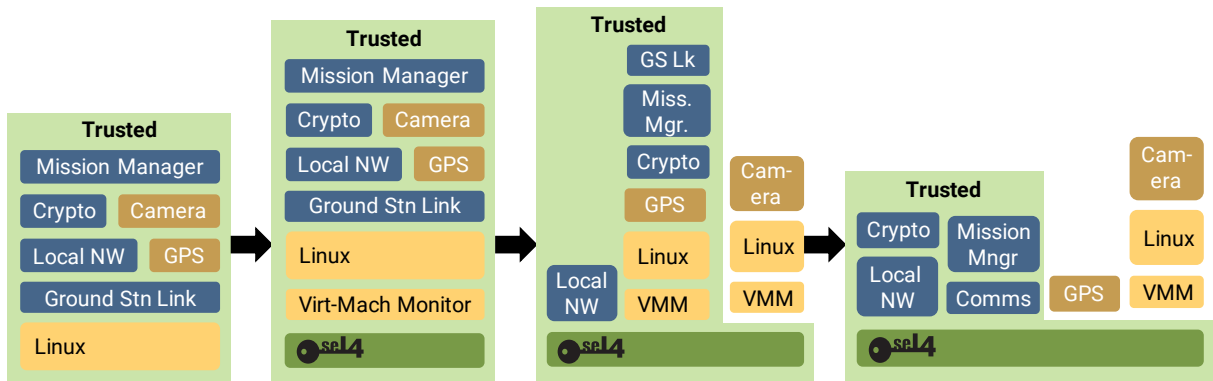 Trusted
Mission Manager
Crypto
Camera
Local NW
GPS
Ground Stn Link
Linux
Trusted
Mission Manager
Crypto
Camera
Local NW
GPS
Ground Stn Link
Linux
Virt-Mach Monitor
seL4
Trusted
GS Lk
Miss.
Mgr.
Crypto
GPS
Linux
VMM
Local
NW
Cam-
era
Linux
VMM
seL4
Trusted
Crypto
Mission
Mngr
Local
NW
Comms
GPS
Cam-
era
Linux
VMM
seL4